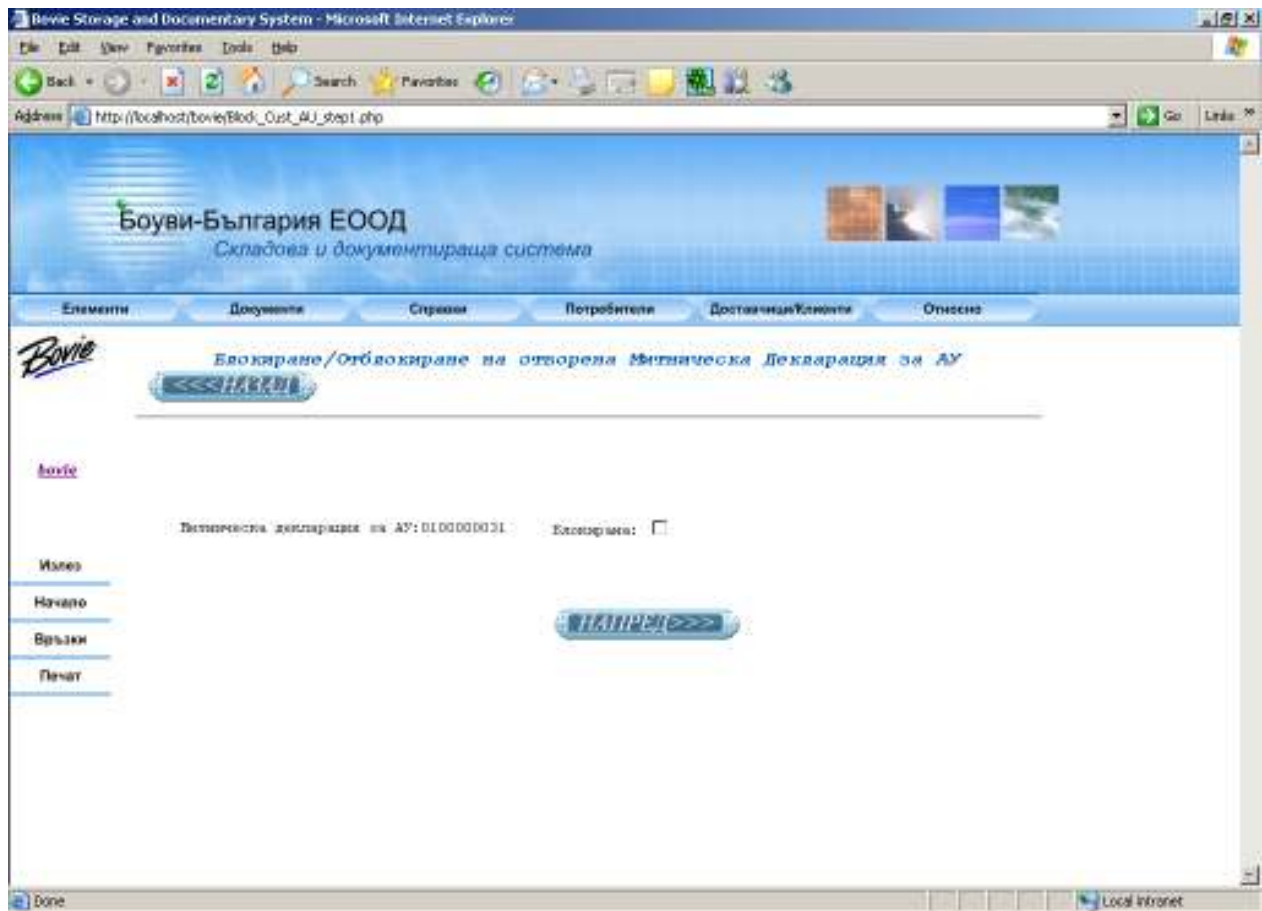 Bovie Storage and Documentary System - Microsoft Internet Explorer
File Edit View Favorites Tools Help
Back Search Favorites
Address http://localhost/bovie/Block_Cust_AU_step1.php Go Links »
Боуви-България ЕООД
Складова и документираща система
Елементи Документи Справки Потребители Доставчици/Клиенти Относно
Bovie
Блокиране/Отблокиране на отворена Митническа Декларация за АУ
<<<НАЗАД
bovie
Митническа декларация за АУ:0100000031 Блокирана:
Излез
Начало
НАПРЕД>>>
Връзки
Печат
Done Local intranet